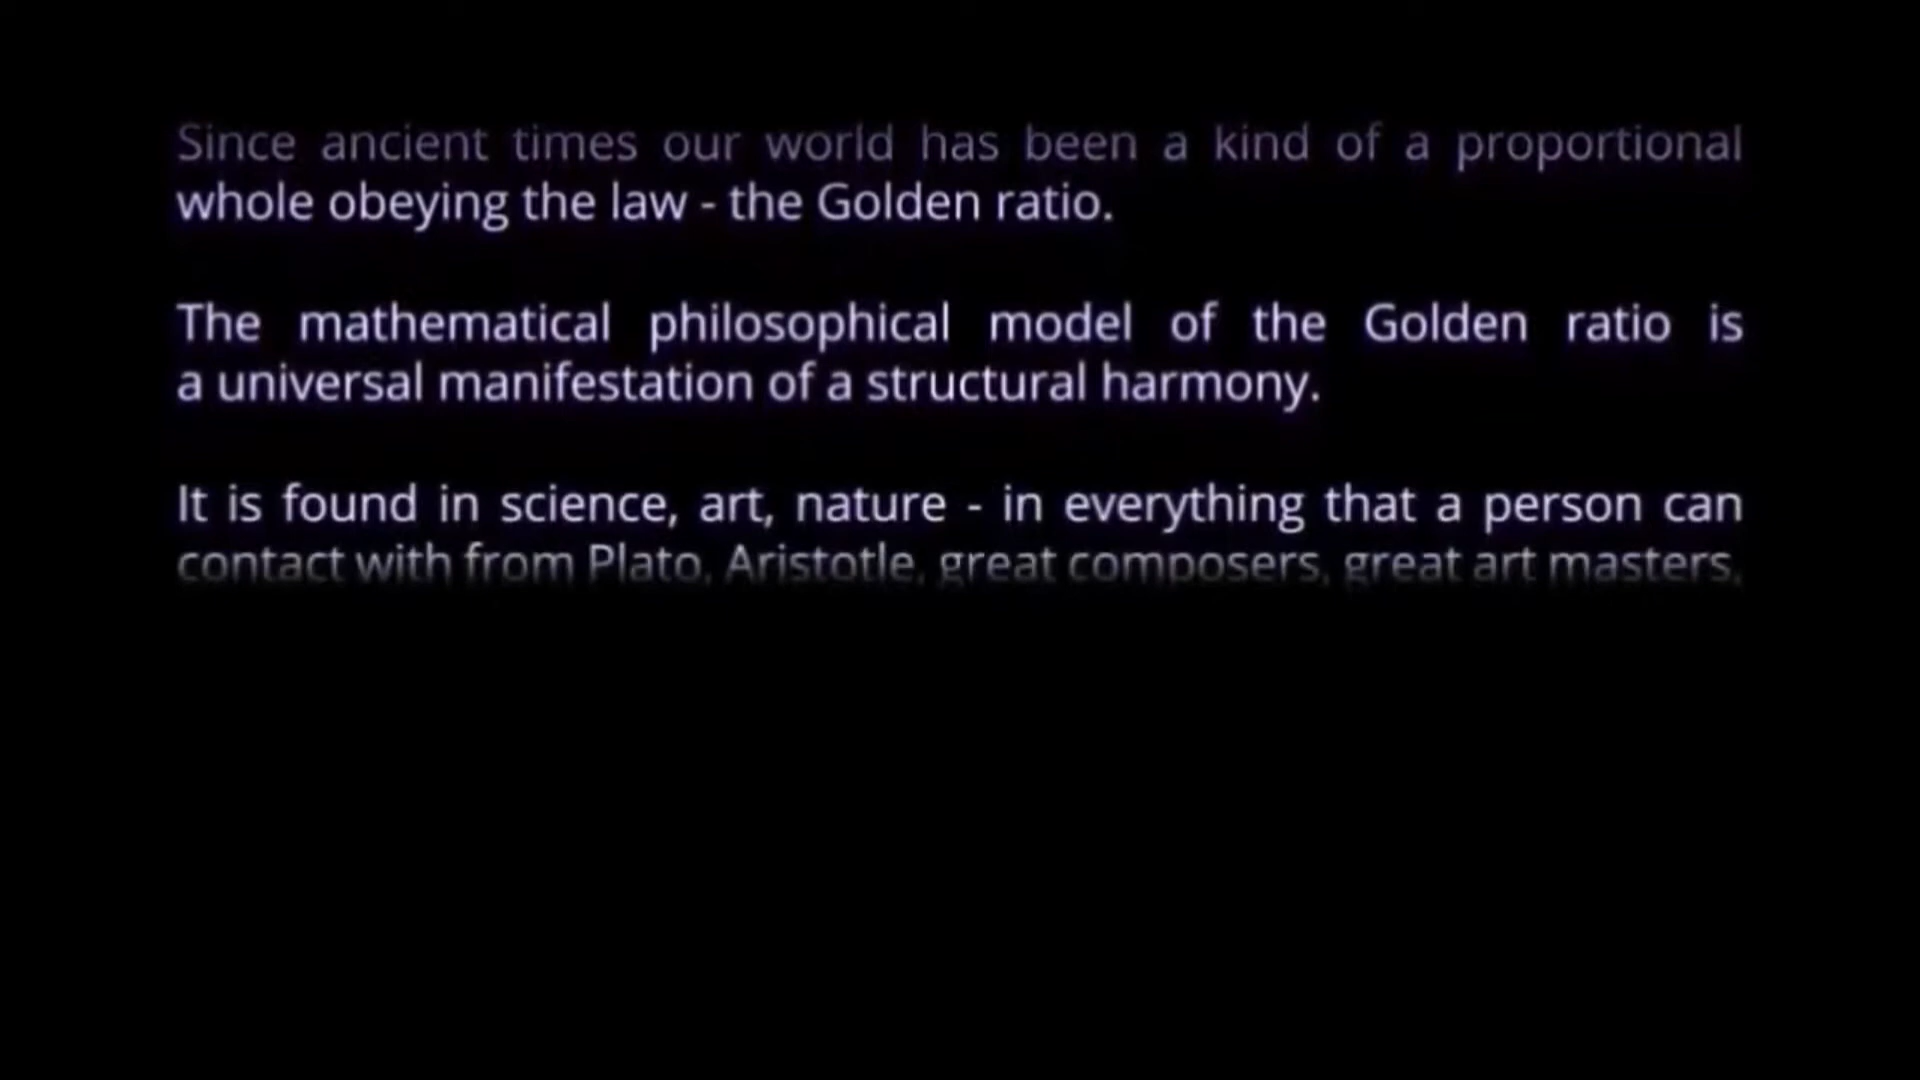 Since ancient times our world has been a kind of a proportional
whole obeying the law - the Golden ratio.
The mathematical philosophical model of the Golden ratio is
a universal manifestation of a structural harmony.
It is found in science, art, nature - in everything that a person can
contact with from Plato, Aristotle, great composers, great art masters,